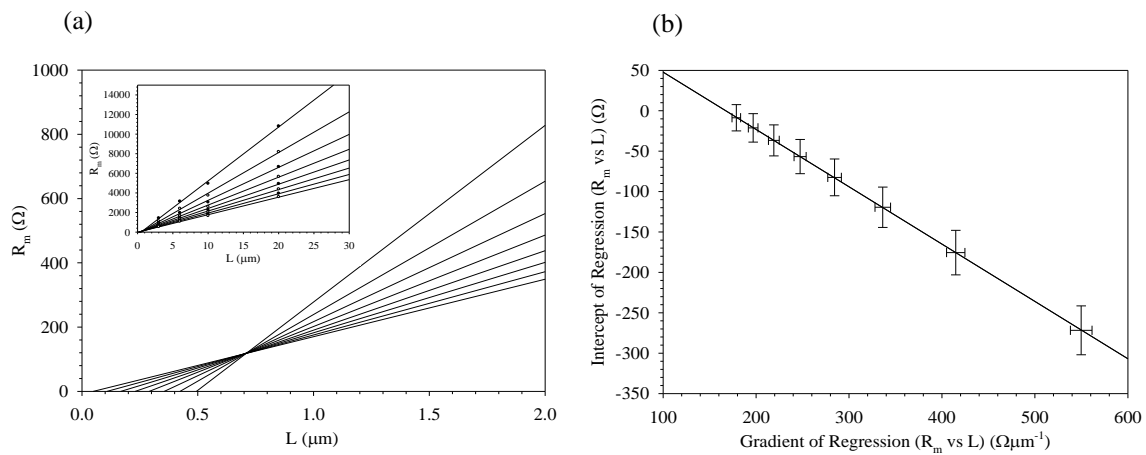 (a)
1000
800
600
400
200
0
R_m (Ω)
0.0 0.5 1.0 1.5 2.0
L (μm)
14000
12000
10000
8000
6000
4000
2000
0
R_m (Ω)
0 5 10 15 20 25 30
L (μm)
(b)
50
0
-50
-100
-150
-200
-250
-300
-350
Intercept of Regression (R_m vs L) (Ω)
100 200 300 400 500 600
Gradient of Regression (R_m vs L) (Ωμm⁻¹)